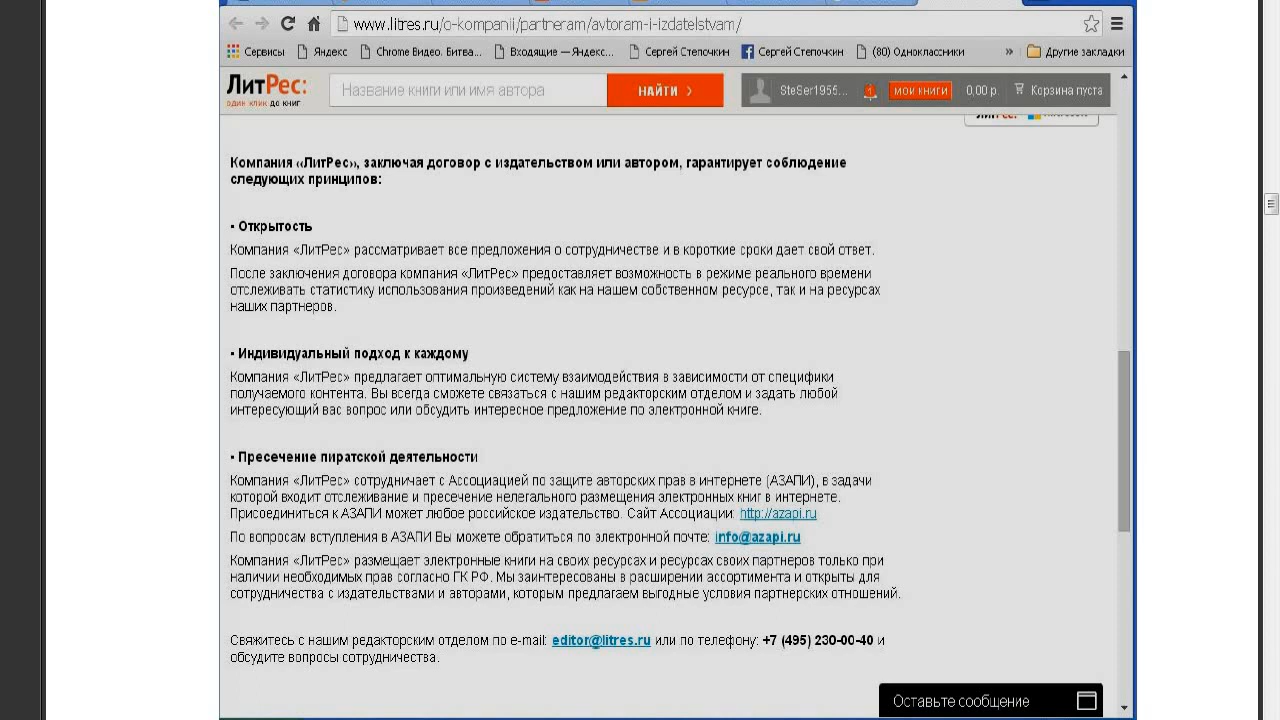 www.litres.ru/o-kompanii/partneram/avtoram-i-izdatelstvam/
Сервисы Яндекс Chrome Видео. Битва... Входящие — Яндекс... Сергей Степочкин Сергей Степочкин (80) Одноклассники » Другие закладки
ЛитРес:
один клик до книг
Название книги или имя автора
НАЙТИ
SteSer1955... 1 мои книги 0,00 р. Корзина пуста
Компания «ЛитРес», заключая договор с издательством или автором, гарантирует соблюдение
следующих принципов:
• Открытость
Компания «ЛитРес» рассматривает все предложения о сотрудничестве и в короткие сроки дает свой ответ.
После заключения договора компания «ЛитРес» предоставляет возможность в режиме реального времени
отслеживать статистику использования произведений как на нашем собственном ресурсе, так и на ресурсах
наших партнеров.
• Индивидуальный подход к каждому
Компания «ЛитРес» предлагает оптимальную систему взаимодействия в зависимости от специфики
получаемого контента. Вы всегда сможете связаться с нашим редакторским отделом и задать любой
интересующий вас вопрос или обсудить интересное предложение по электронной книге.
• Пресечение пиратской деятельности
Компания «ЛитРес» сотрудничает с Ассоциацией по защите авторских прав в интернете (АЗАПИ), в задачи
которой входит отслеживание и пресечение нелегального размещения электронных книг в интернете.
Присоединиться к АЗАПИ может любое российское издательство. Сайт Ассоциации: http://azapi.ru
По вопросам вступления в АЗАПИ Вы можете обратиться по электронной почте: info@azapi.ru
Компания «ЛитРес» размещает электронные книги на своих ресурсах и ресурсах своих партнеров только при
наличии необходимых прав согласно ГК РФ. Мы заинтересованы в расширении ассортимента и открыты для
сотрудничества с издательствами и авторами, которым предлагаем выгодные условия партнерских отношений.
Свяжитесь с нашим редакторским отделом по e-mail: editor@litres.ru или по телефону: +7 (495) 230-00-40 и
обсудите вопросы сотрудничества.
Оставьте сообщение